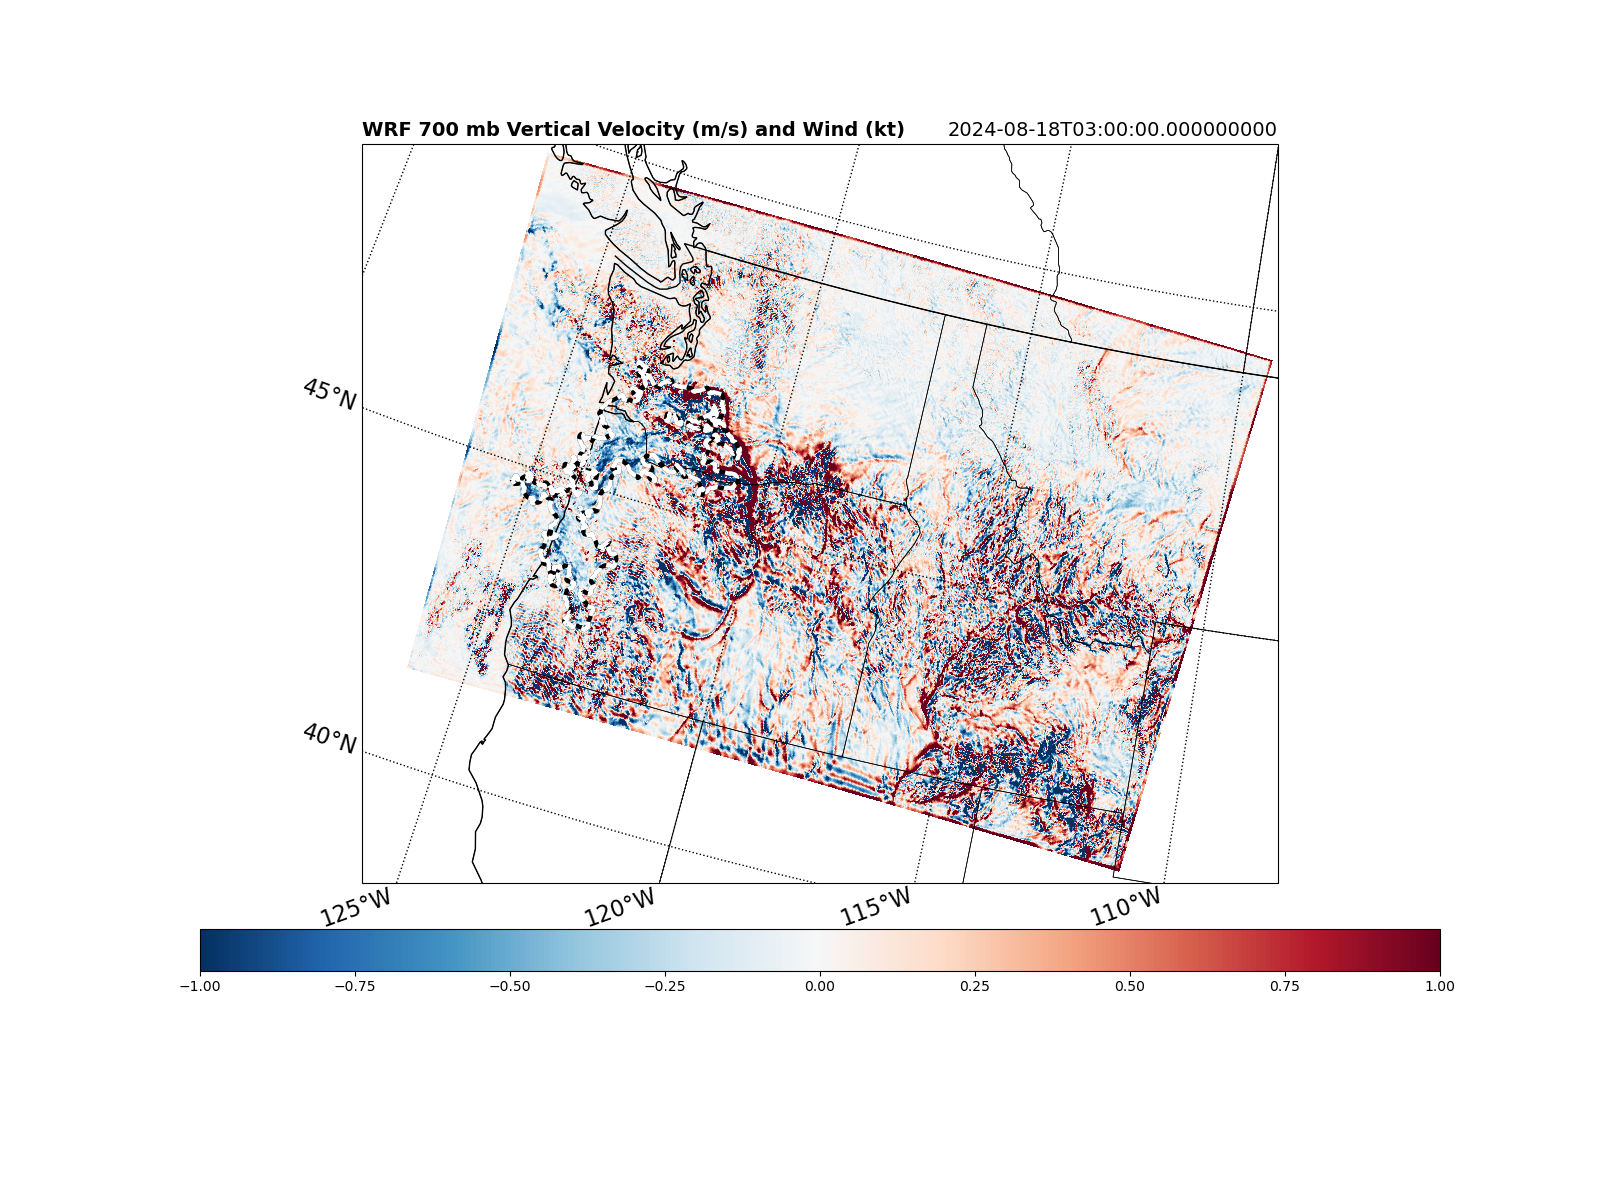 WRF 700 mb Vertical Velocity (m/s) and Wind (kt) 2024-08-18T03:00:00.000000000
45°N
40°N
125°W 120°W 115°W 110°W
−1.00 −0.75 −0.50 −0.25 0.00 0.25 0.50 0.75 1.00